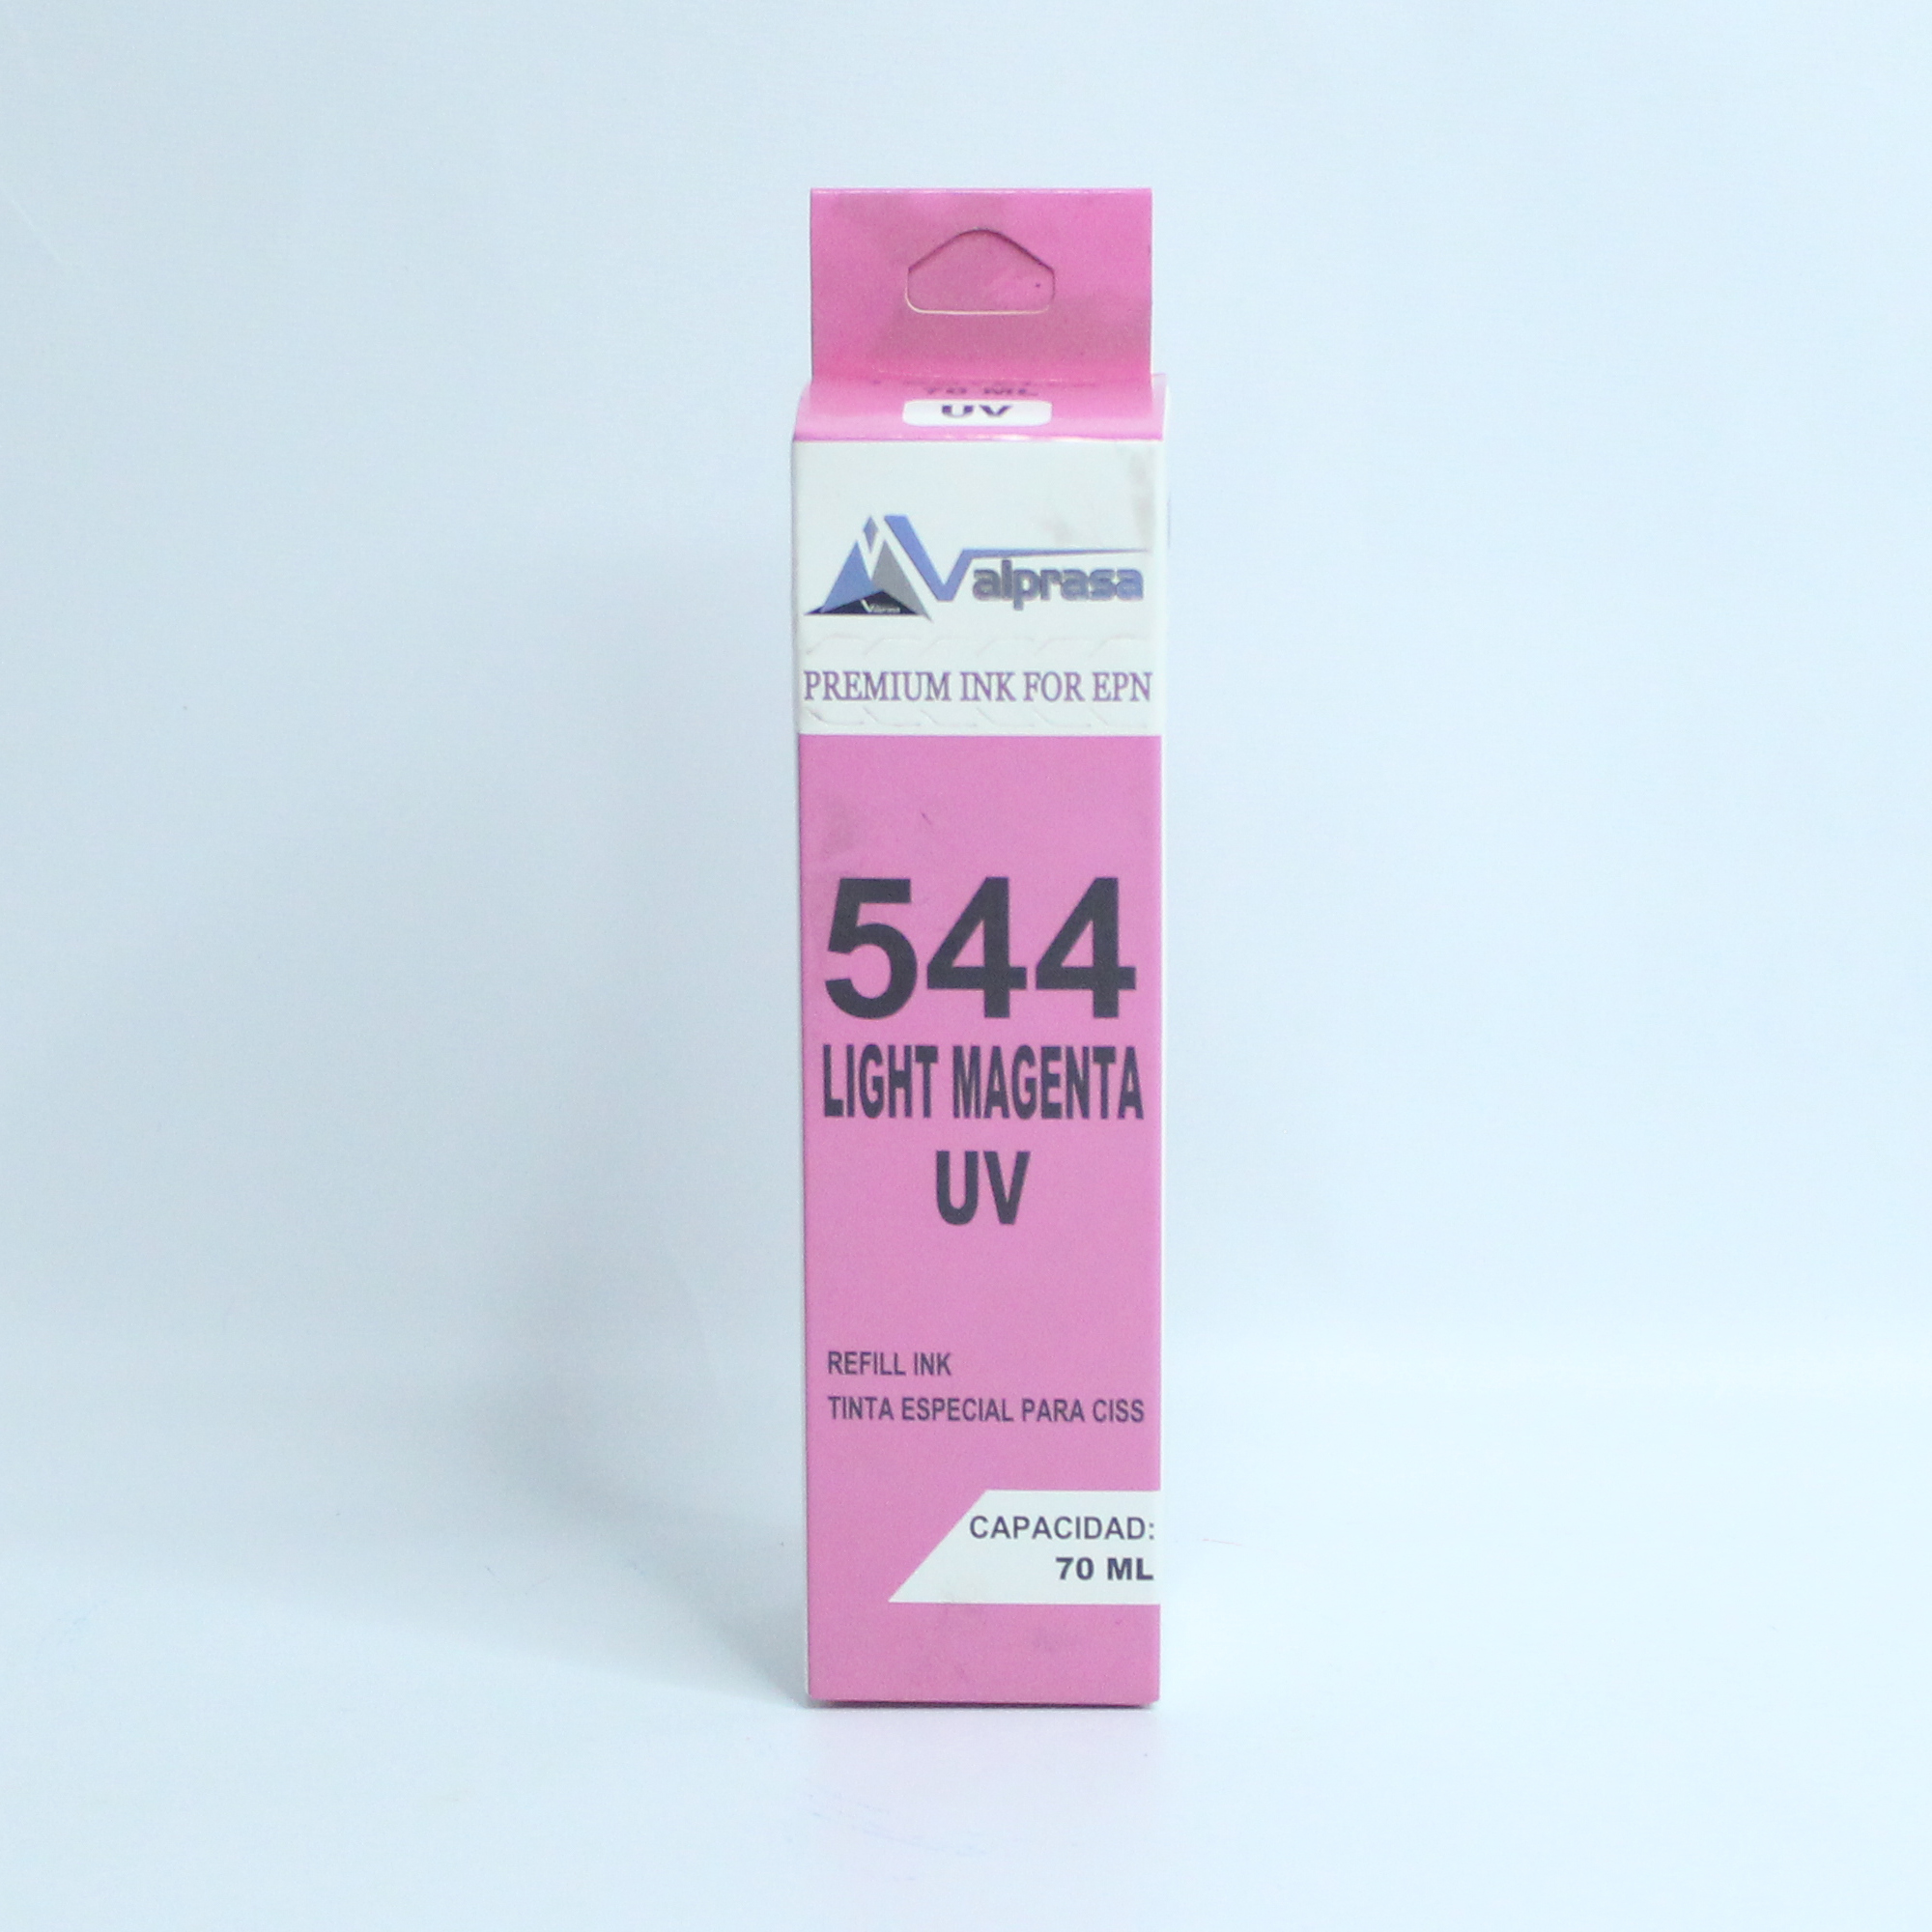 70 ML
UV
Valprasa
Valprasa
PREMIUM INK FOR EPN
544
LIGHT MAGENTA
UV
REFILL INK
TINTA ESPECIAL PARA CISS
CAPACIDAD:
70 ML